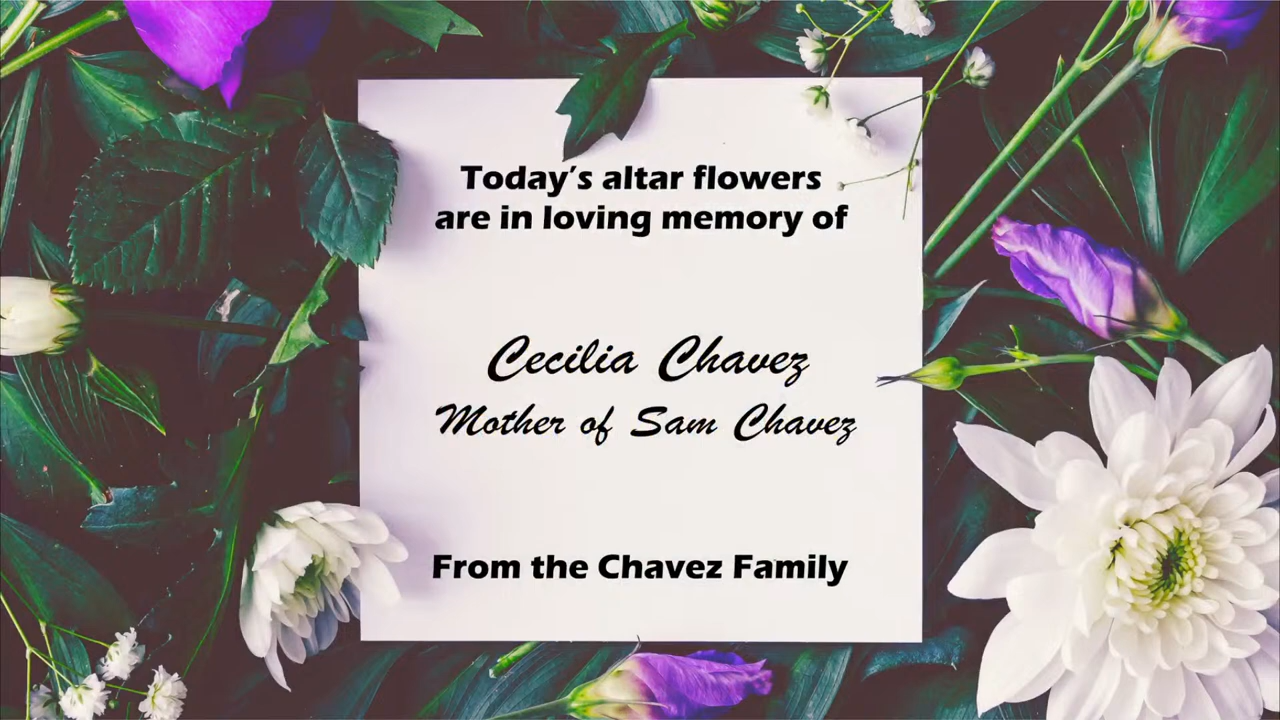 Today's altar flowers
are in loving memory of
Cecilia Chavez
Mother of Sam Chavez
From the Chavez Family